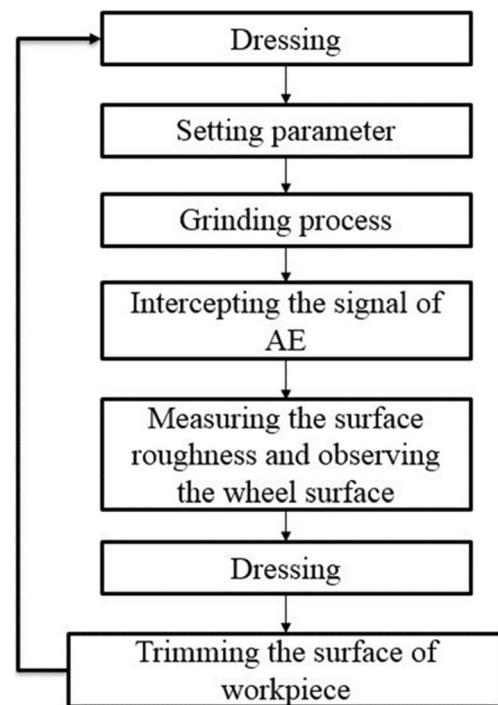 Dressing
Setting parameter
Grinding process
Intercepting the signal of
AE
Measuring the surface
roughness and observing
the wheel surface
Dressing
Trimming the surface of
workpiece